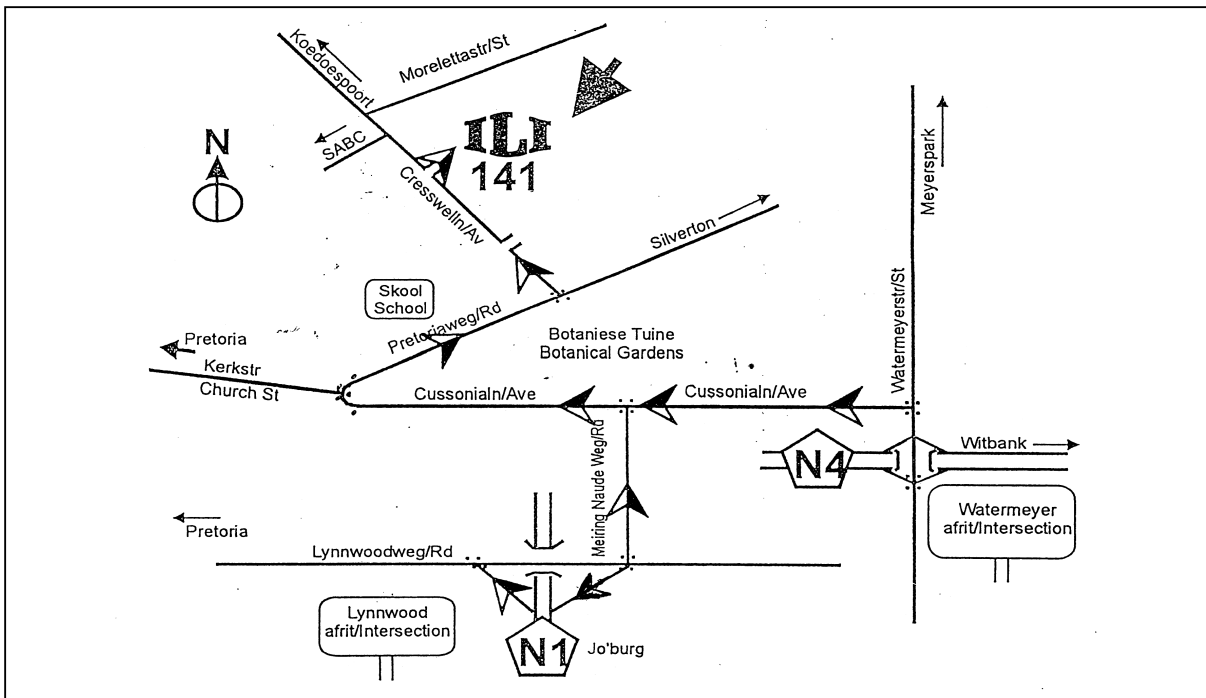 Koedoespoort
Morelettastr/St
N
SABC
ILI
141
Cresswelln/Av
Meyerspark
Silverton
Skool
School
Pretoriaweg/Rd
Botaniese Tuine
Botanical Gardens
Watermeyerstr/St
Pretoria
Kerkstr
Church St
Cussonialn/Ave
Cussonialn/Ave
Meiring Naude Weg/Rd
N4
Witbank
Watermeyer
afrit/Intersection
Pretoria
Lynnwoodweg/Rd
Lynnwood
afrit/Intersection
N1
Jo'burg